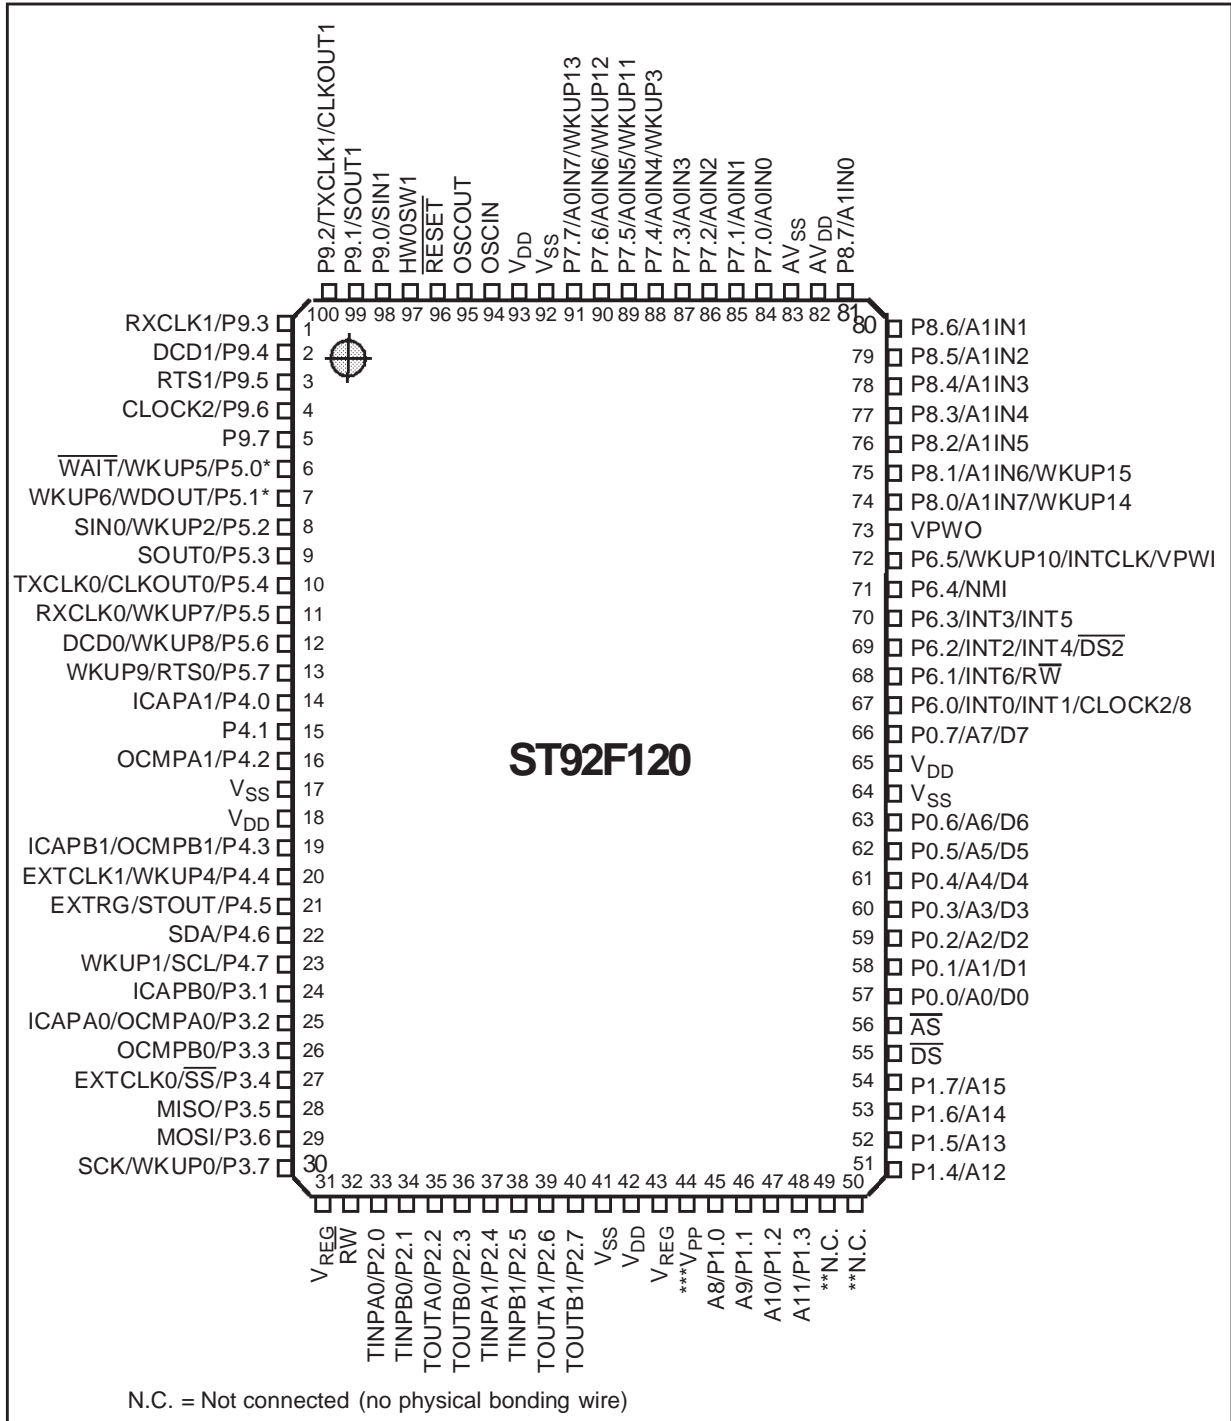 P9.2/TXCLK1/CLKOUT1
P9.1/SOUT1
P9.0/SIN1
HW0SW1
RESET
OSCOUT
OSCIN
VDD
VSS
P7.7/A0IN7/WKUP13
P7.6/A0IN6/WKUP12
P7.5/A0IN5/WKUP11
P7.4/A0IN4/WKUP3
P7.3/A0IN3
P7.2/A0IN2
P7.1/A0IN1
P7.0/A0IN0
AVSS
AVDD
P8.7/A1IN0
100 99 98 97 96 95 94 93 92 91 90 89 88 87 86 85 84 83 82 81
RXCLK1/P9.3 1
DCD1/P9.4 2
RTS1/P9.5 3
CLOCK2/P9.6 4
P9.7 5
WAIT/WKUP5/P5.0* 6
WKUP6/WDOUT/P5.1* 7
SIN0/WKUP2/P5.2 8
SOUT0/P5.3 9
TXCLK0/CLKOUT0/P5.4 10
RXCLK0/WKUP7/P5.5 11
DCD0/WKUP8/P5.6 12
WKUP9/RTS0/P5.7 13
ICAPA1/P4.0 14
P4.1 15
OCMPA1/P4.2 16
VSS 17
VDD 18
ICAPB1/OCMPB1/P4.3 19
EXTCLK1/WKUP4/P4.4 20
EXTRG/STOUT/P4.5 21
SDA/P4.6 22
WKUP1/SCL/P4.7 23
ICAPB0/P3.1 24
ICAPA0/OCMPA0/P3.2 25
OCMPB0/P3.3 26
EXTCLK0/SS/P3.4 27
MISO/P3.5 28
MOSI/P3.6 29
SCK/WKUP0/P3.7 30
ST92F120
80 P8.6/A1IN1
79 P8.5/A1IN2
78 P8.4/A1IN3
77 P8.3/A1IN4
76 P8.2/A1IN5
75 P8.1/A1IN6/WKUP15
74 P8.0/A1IN7/WKUP14
73 VPWO
72 P6.5/WKUP10/INTCLK/VPWI
71 P6.4/NMI
70 P6.3/INT3/INT5
69 P6.2/INT2/INT4/DS2
68 P6.1/INT6/RW
67 P6.0/INT0/INT1/CLOCK2/8
66 P0.7/A7/D7
65 VDD
64 VSS
63 P0.6/A6/D6
62 P0.5/A5/D5
61 P0.4/A4/D4
60 P0.3/A3/D3
59 P0.2/A2/D2
58 P0.1/A1/D1
57 P0.0/A0/D0
56 AS
55 DS
54 P1.7/A15
53 P1.6/A14
52 P1.5/A13
51 P1.4/A12
31 32 33 34 35 36 37 38 39 40 41 42 43 44 45 46 47 48 49 50
VREG
RW
TINPA0/P2.0
TINPB0/P2.1
TOUTA0/P2.2
TOUTB0/P2.3
TINPA1/P2.4
TINPB1/P2.5
TOUTA1/P2.6
TOUTB1/P2.7
VSS
VDD
VREG
***VPP
A8/P1.0
A9/P1.1
A10/P1.2
A11/P1.3
**N.C.
**N.C.
N.C. = Not connected (no physical bonding wire)